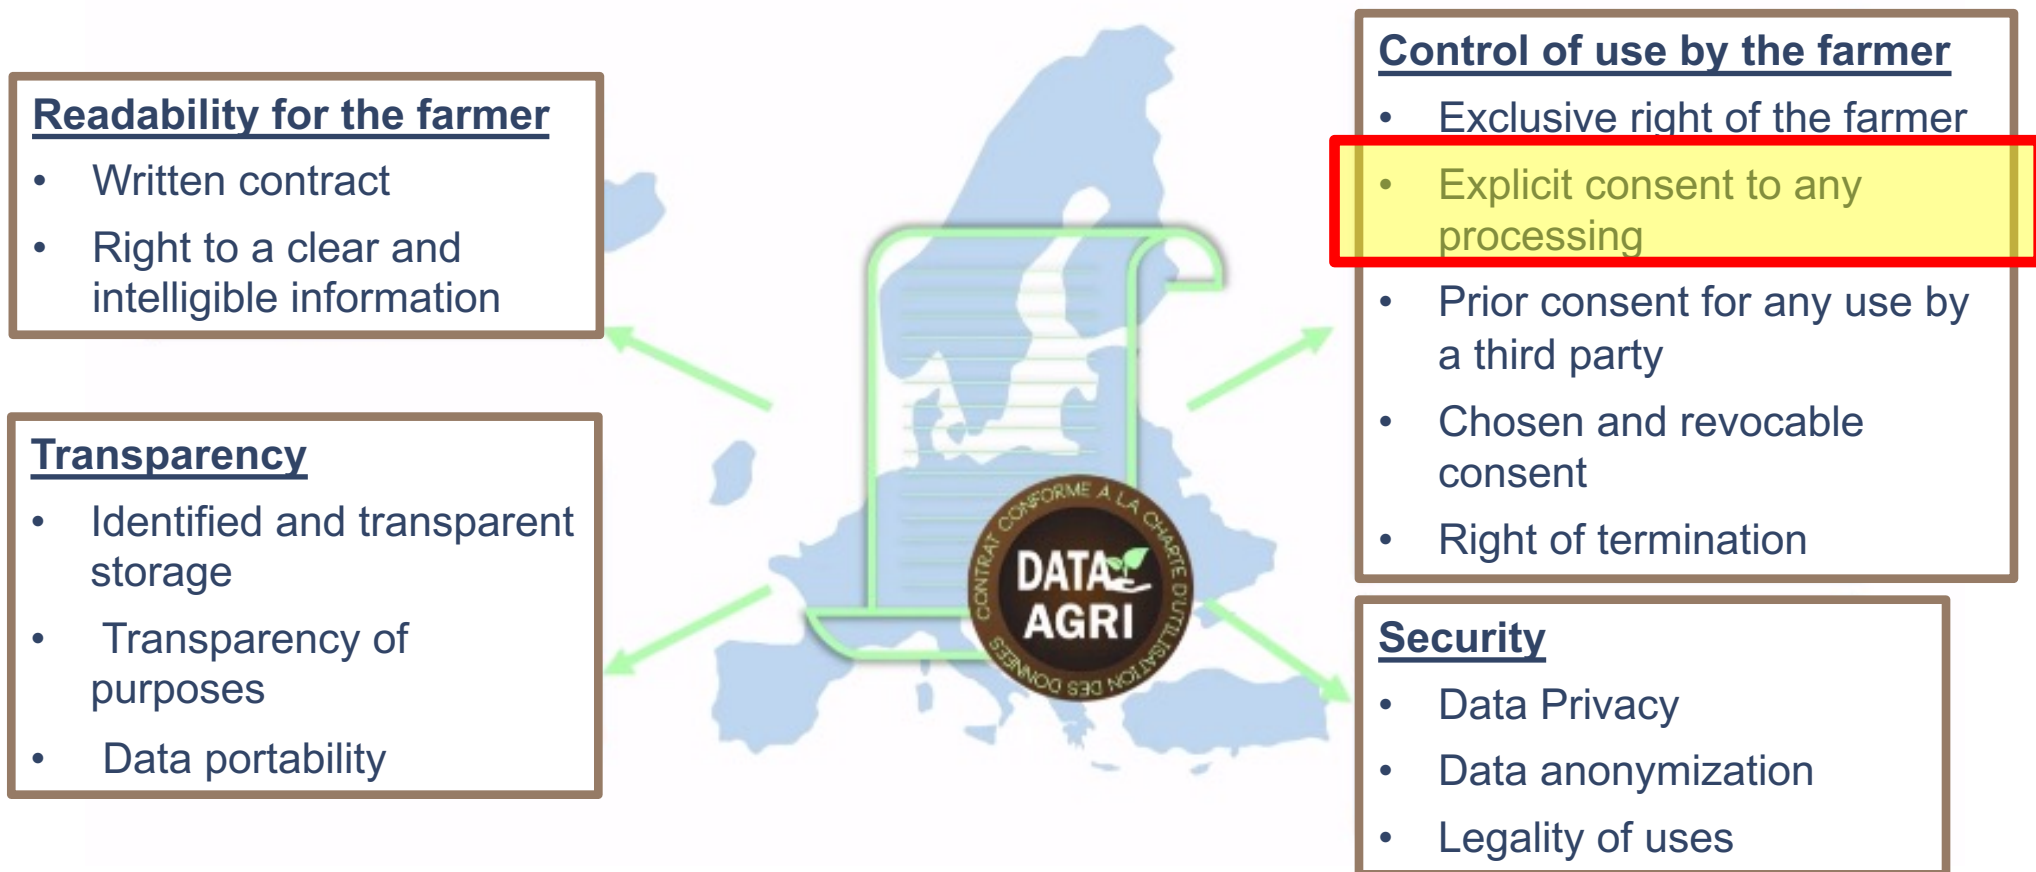 Readability for the farmer
• Written contract
• Right to a clear and
intelligible information
Transparency
• Identified and transparent
storage
• Transparency of
purposes
• Data portability
CONTRAT CONFORME À LA CHARTE D'UTILISATION DES DONNÉES
DATA
AGRI
Control of use by the farmer
• Exclusive right of the farmer
• Explicit consent to any
processing
• Prior consent for any use by
a third party
• Chosen and revocable
consent
• Right of termination
Security
• Data Privacy
• Data anonymization
• Legality of uses